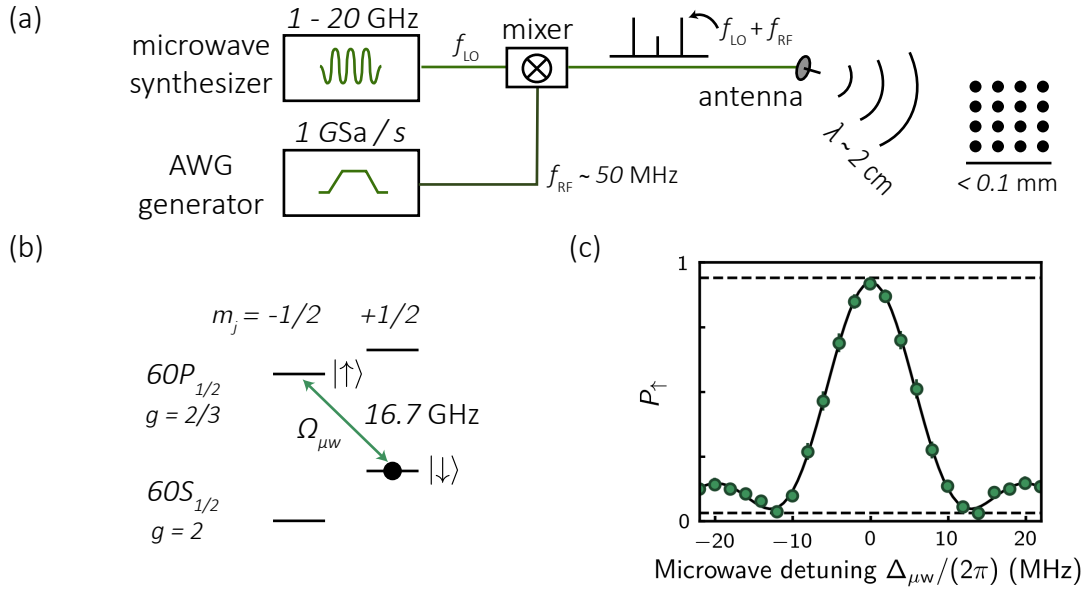 (a)
1 - 20 GHz
microwave
synthesizer
f_LO
mixer
f_LO + f_RF
antenna
λ ~ 2 cm
< 0.1 mm
1 GSa / s
AWG
generator
f_RF ~ 50 MHz
(b)
m_j = -1/2 +1/2
60P_1/2
g = 2/3
|↑⟩
Ω_μw
16.7 GHz
|↓⟩
60S_1/2
g = 2
(c)
1
P_↑
0
−20 −10 0 10 20
Microwave detuning Δ_μw/(2π) (MHz)